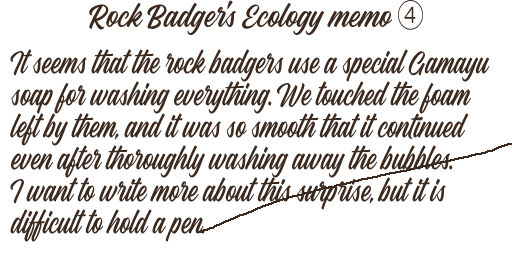 Rock Badger's Ecology memo ④
It seems that the rock badgers use a special Gamayu
soap for washing everything. We touched the foam
left by them, and it was so smooth that it continued
even after thoroughly washing away the bubbles.
I want to write more about this surprise, but it is
difficult to hold a pen